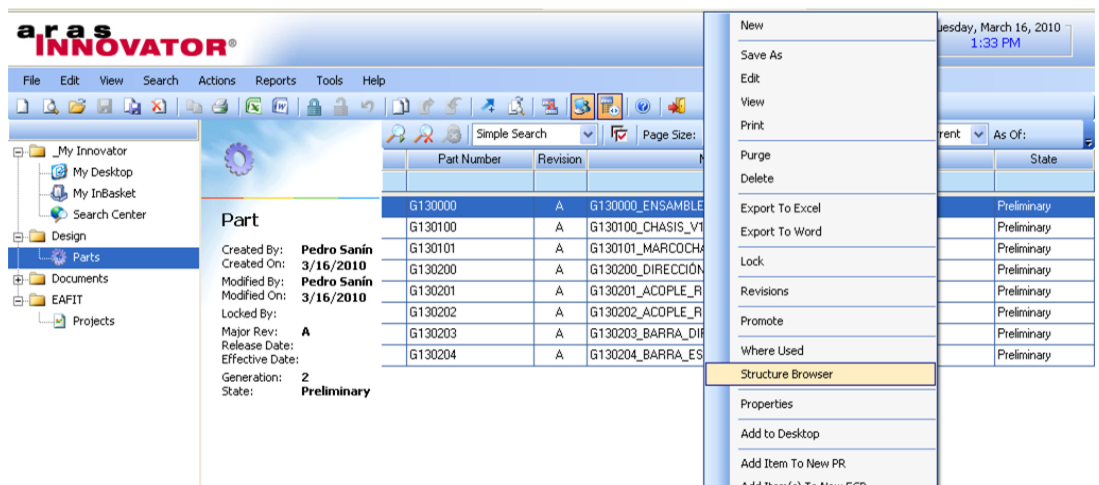 aras
INNOVATOR®
Tuesday, March 16, 2010
1:33 PM
File Edit View Search Actions Reports Tools Help
Simple Search Page Size: As Of:
_My Innovator
My Desktop
My InBasket
Search Center
Design
Parts
Documents
EAFIT
Projects
Part
Created By: Pedro Sanín
Created On: 3/16/2010
Modified By: Pedro Sanín
Modified On: 3/16/2010
Locked By:
Major Rev: A
Release Date:
Effective Date:
Generation: 2
State: Preliminary
Part Number Revision N State
G130000 A G130000_ENSAMBLE Preliminary
G130100 A G130100_CHASIS_V1 Preliminary
G130101 A G130101_MARCOCHA Preliminary
G130200 A G130200_DIRECCIÓN Preliminary
G130201 A G130201_ACOPLE_R Preliminary
G130202 A G130202_ACOPLE_R Preliminary
G130203 A G130203_BARRA_DI Preliminary
G130204 A G130204_BARRA_ES Preliminary
New
Save As
Edit
View
Print
Purge
Delete
Export To Excel
Export To Word
Lock
Revisions
Promote
Where Used
Structure Browser
Properties
Add to Desktop
Add Item To New PR
Add Item(s) To New ECR